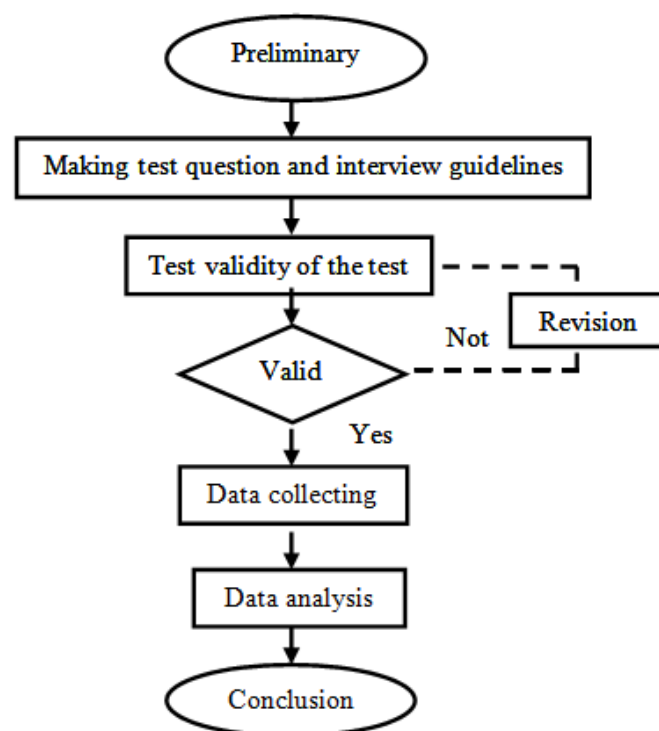 Preliminary
Making test question and interview guidelines
Test validity of the test
Revision
Not
Valid
Yes
Data collecting
Data analysis
Conclusion